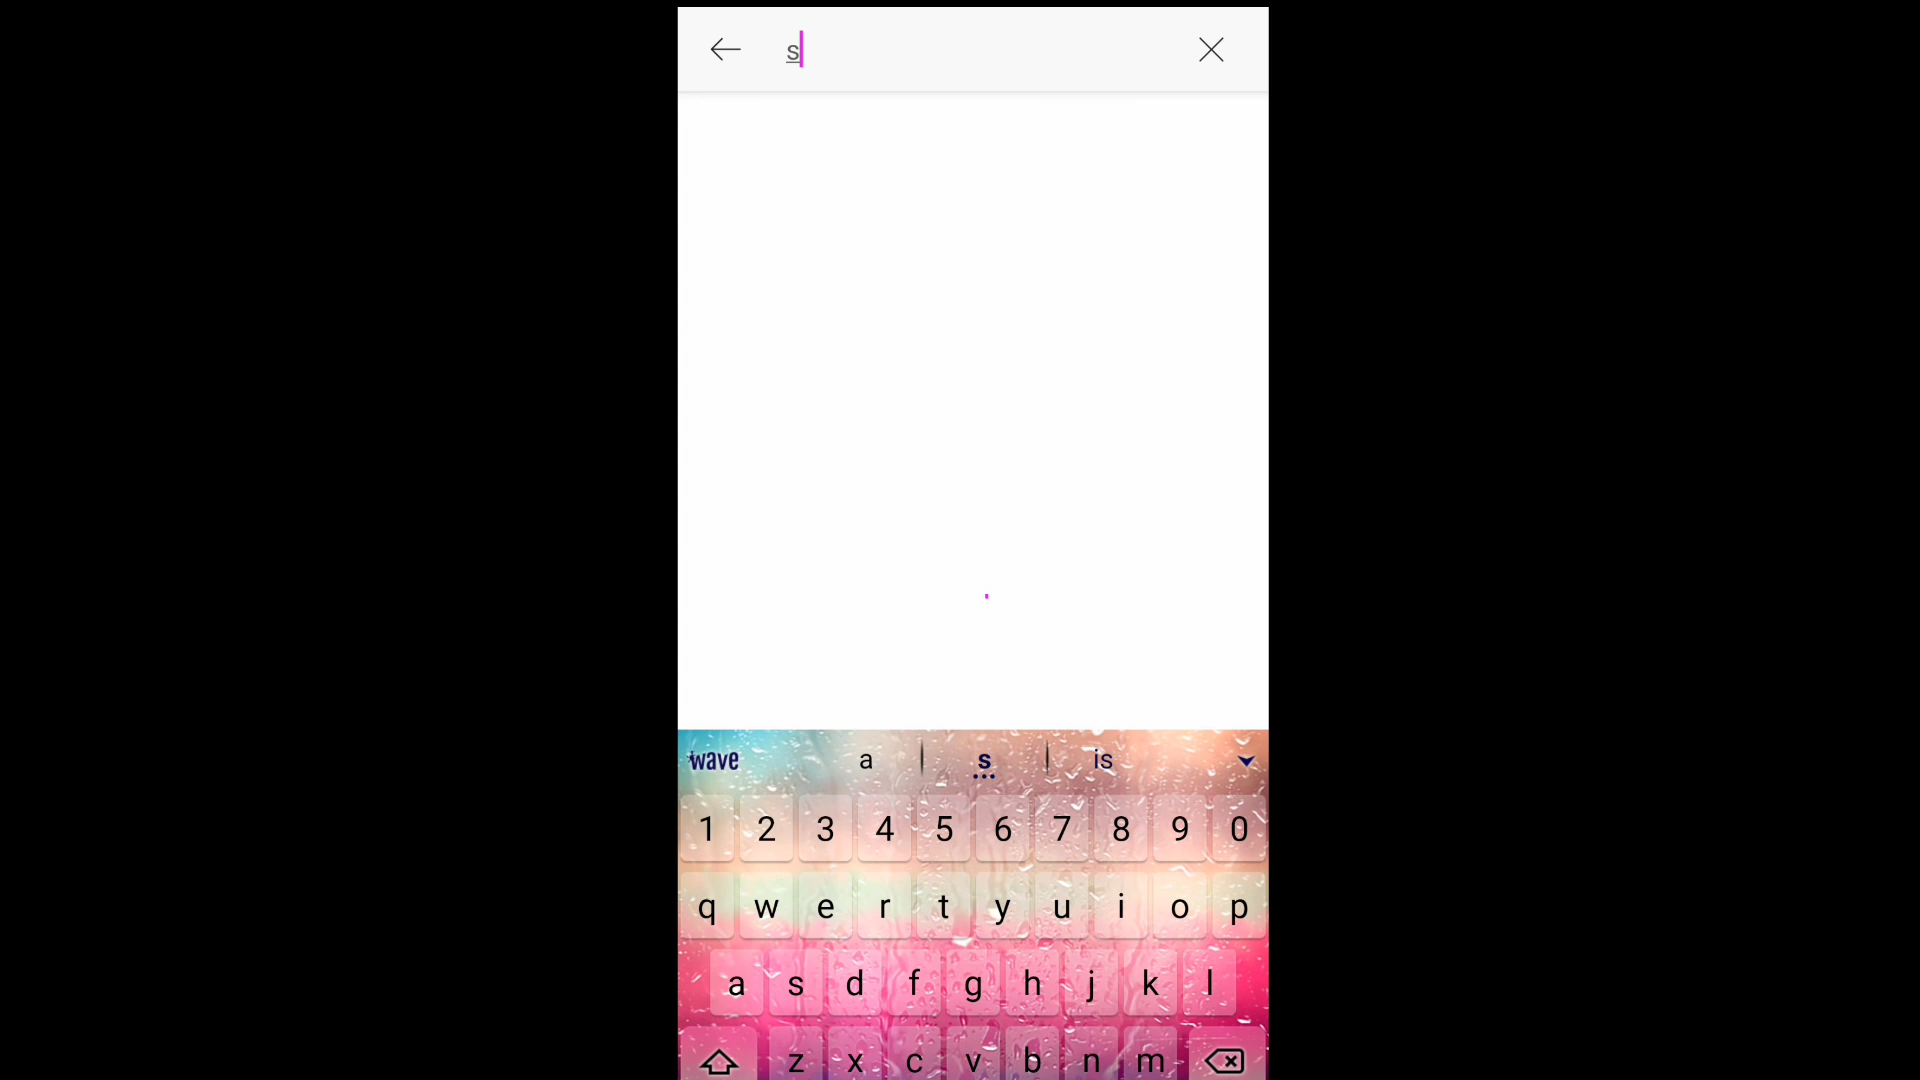 s
wave a s is
1 2 3 4 5 6 7 8 9 0
q w e r t y u i o p
a s d f g h j k l
z x c v b n m